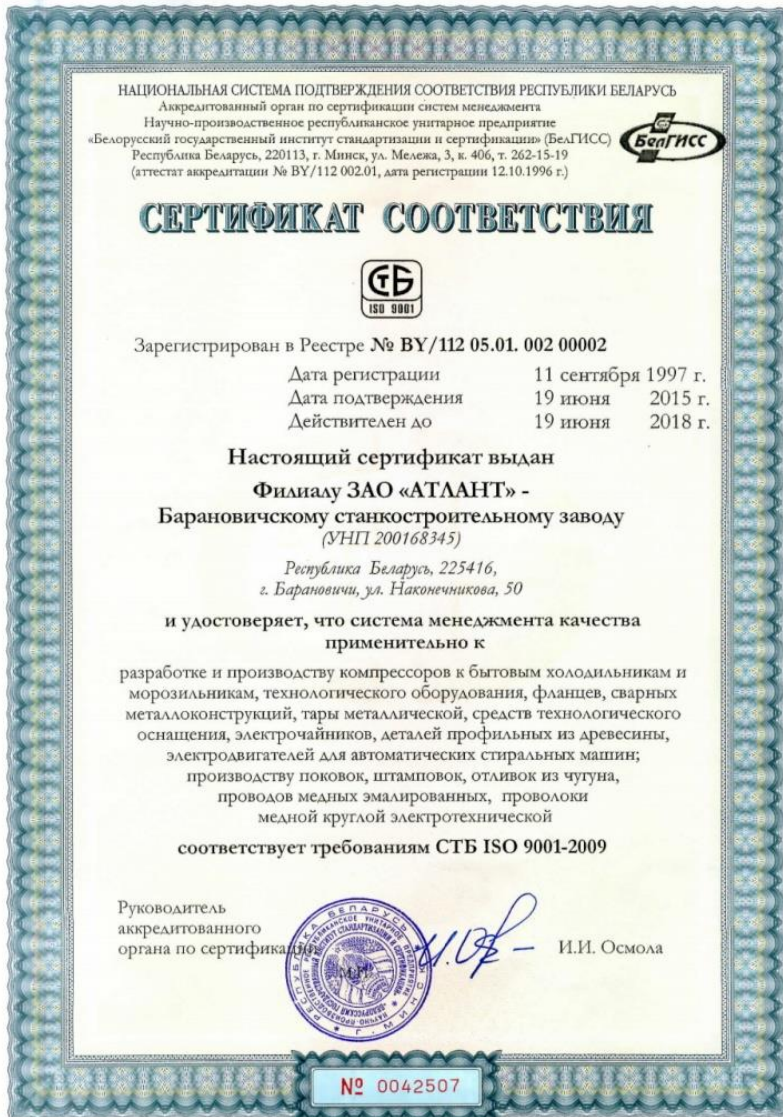 НАЦИОНАЛЬНАЯ СИСТЕМА ПОДТВЕРЖДЕНИЯ СООТВЕТСТВИЯ РЕСПУБЛИКИ БЕЛАРУСЬ
Аккредитованный орган по сертификации систем менеджмента
Научно-производственное республиканское унитарное предприятие
«Белорусский государственный институт стандартизации и сертификации» (БелГИСС)
Республика Беларусь, 220113, г. Минск, ул. Мележа, 3, к. 406, т. 262-15-19
(аттестат аккредитации № BY/112 002.01, дата регистрации 12.10.1996 г.)
БелГИСС
СЕРТИФИКАТ СООТВЕТСТВИЯ
СТБ
ISO 9001
Зарегистрирован в Реестре № BY/112 05.01. 002 00002
Дата регистрации 11 сентября 1997 г.
Дата подтверждения 19 июня 2015 г.
Действителен до 19 июня 2018 г.
Настоящий сертификат выдан
Филиалу ЗАО «АТЛАНТ» -
Барановичскому станкостроительному заводу
(УНП 200168345)
Республика Беларусь, 225416,
г. Барановичи, ул. Наконечникова, 50
и удостоверяет, что система менеджмента качества
применительно к
разработке и производству компрессоров к бытовым холодильникам и
морозильникам, технологического оборудования, фланцев, сварных
металлоконструкций, тары металлической, средств технологического
оснащения, электрочайников, деталей профильных из древесины,
электродвигателей для автоматических стиральных машин;
производству поковок, штамповок, отливок из чугуна,
проводов медных эмалированных, проволоки
медной круглой электротехнической
соответствует требованиям СТБ ISO 9001-2009
Руководитель
аккредитованного
органа по сертификации
М.П.
И.И. Осмола
РЕСПУБЛИКА БЕЛАРУСЬ
№ 0042507